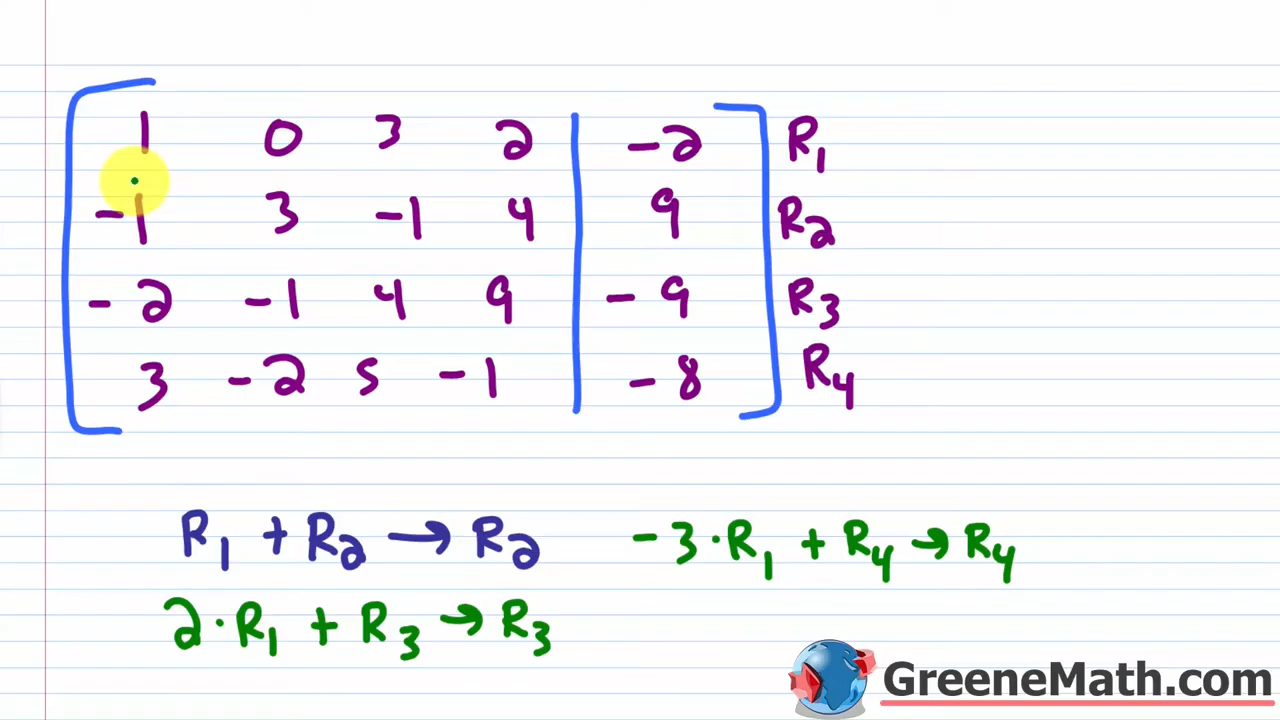 1 0 3 2 | -2 R₁
-1 3 -1 4 | 9 R₂
-2 -1 4 9 | -9 R₃
3 -2 5 -1 | -8 R₄
R₁ + R₂ → R₂
-3·R₁ + R₄ → R₄
2·R₁ + R₃ → R₃
GreeneMath.com